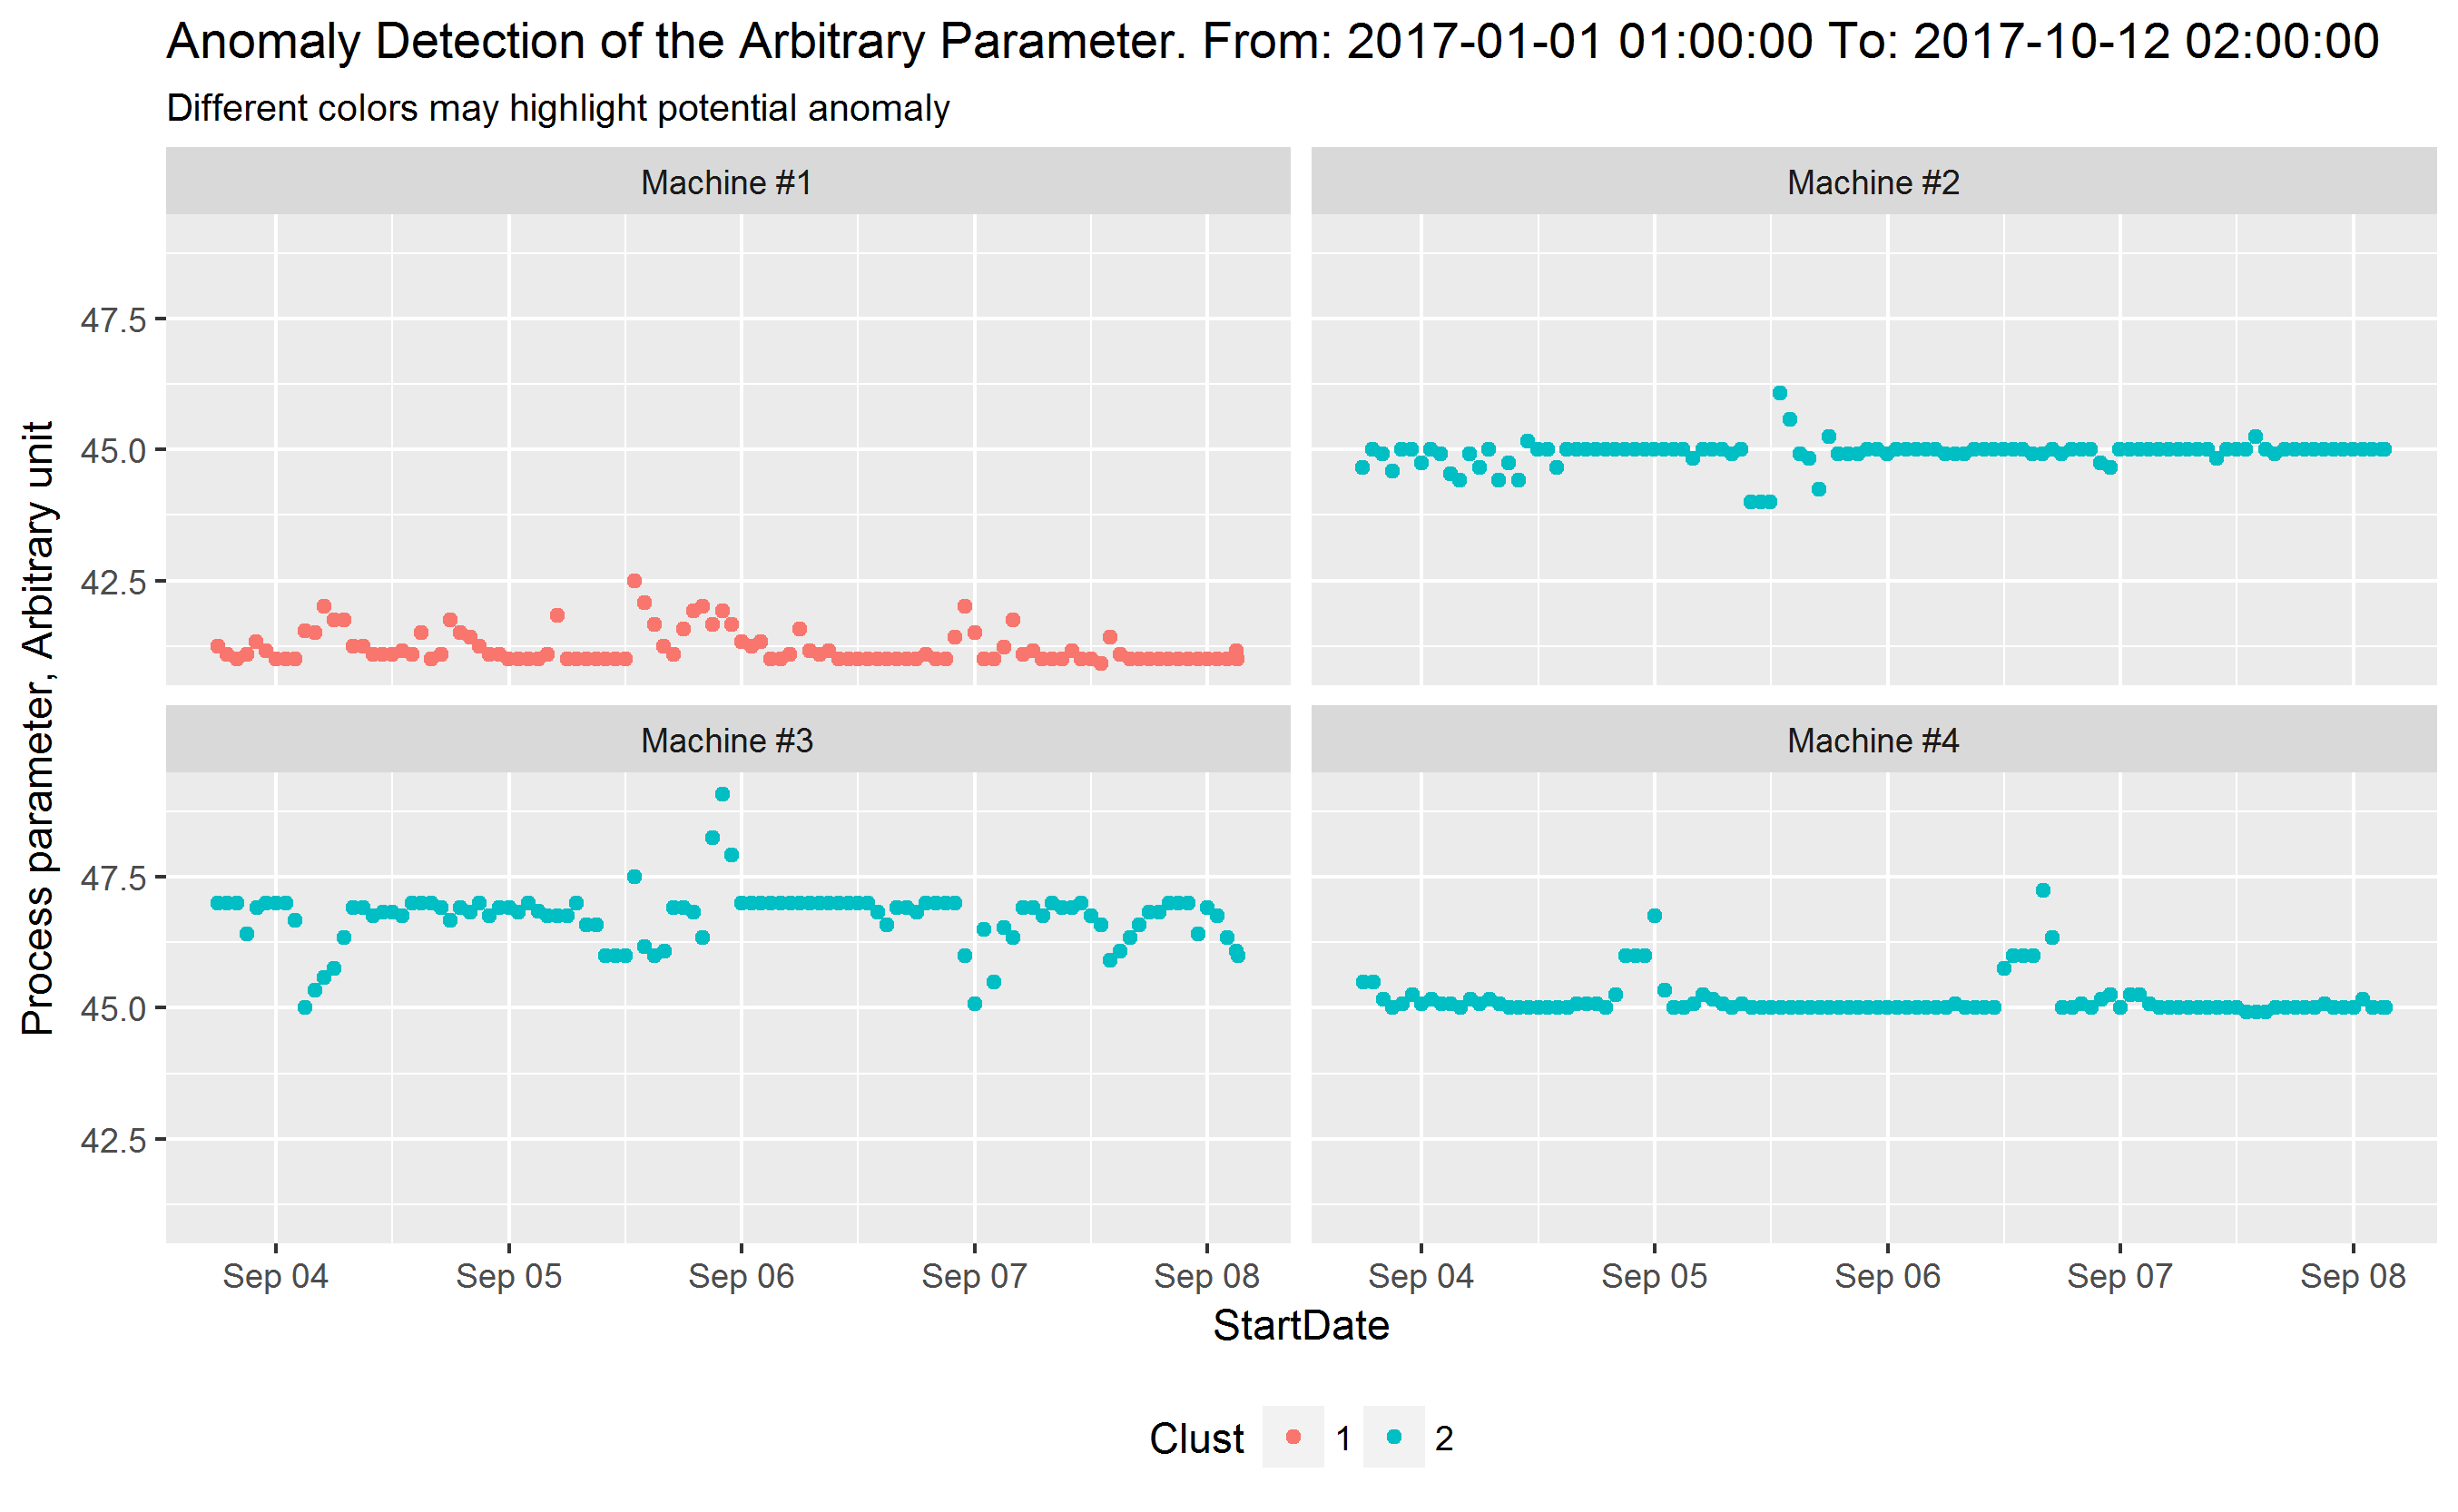 Anomaly Detection of the Arbitrary Parameter. From: 2017-01-01 01:00:00 To: 2017-10-12 02:00:00
Different colors may highlight potential anomaly
Machine #1
Machine #2
47.5
45.0
42.5
Machine #3
Machine #4
47.5
45.0
42.5
Process parameter, Arbitrary unit
Sep 04 Sep 05 Sep 06 Sep 07 Sep 08
Sep 04 Sep 05 Sep 06 Sep 07 Sep 08
StartDate
Clust 1 2